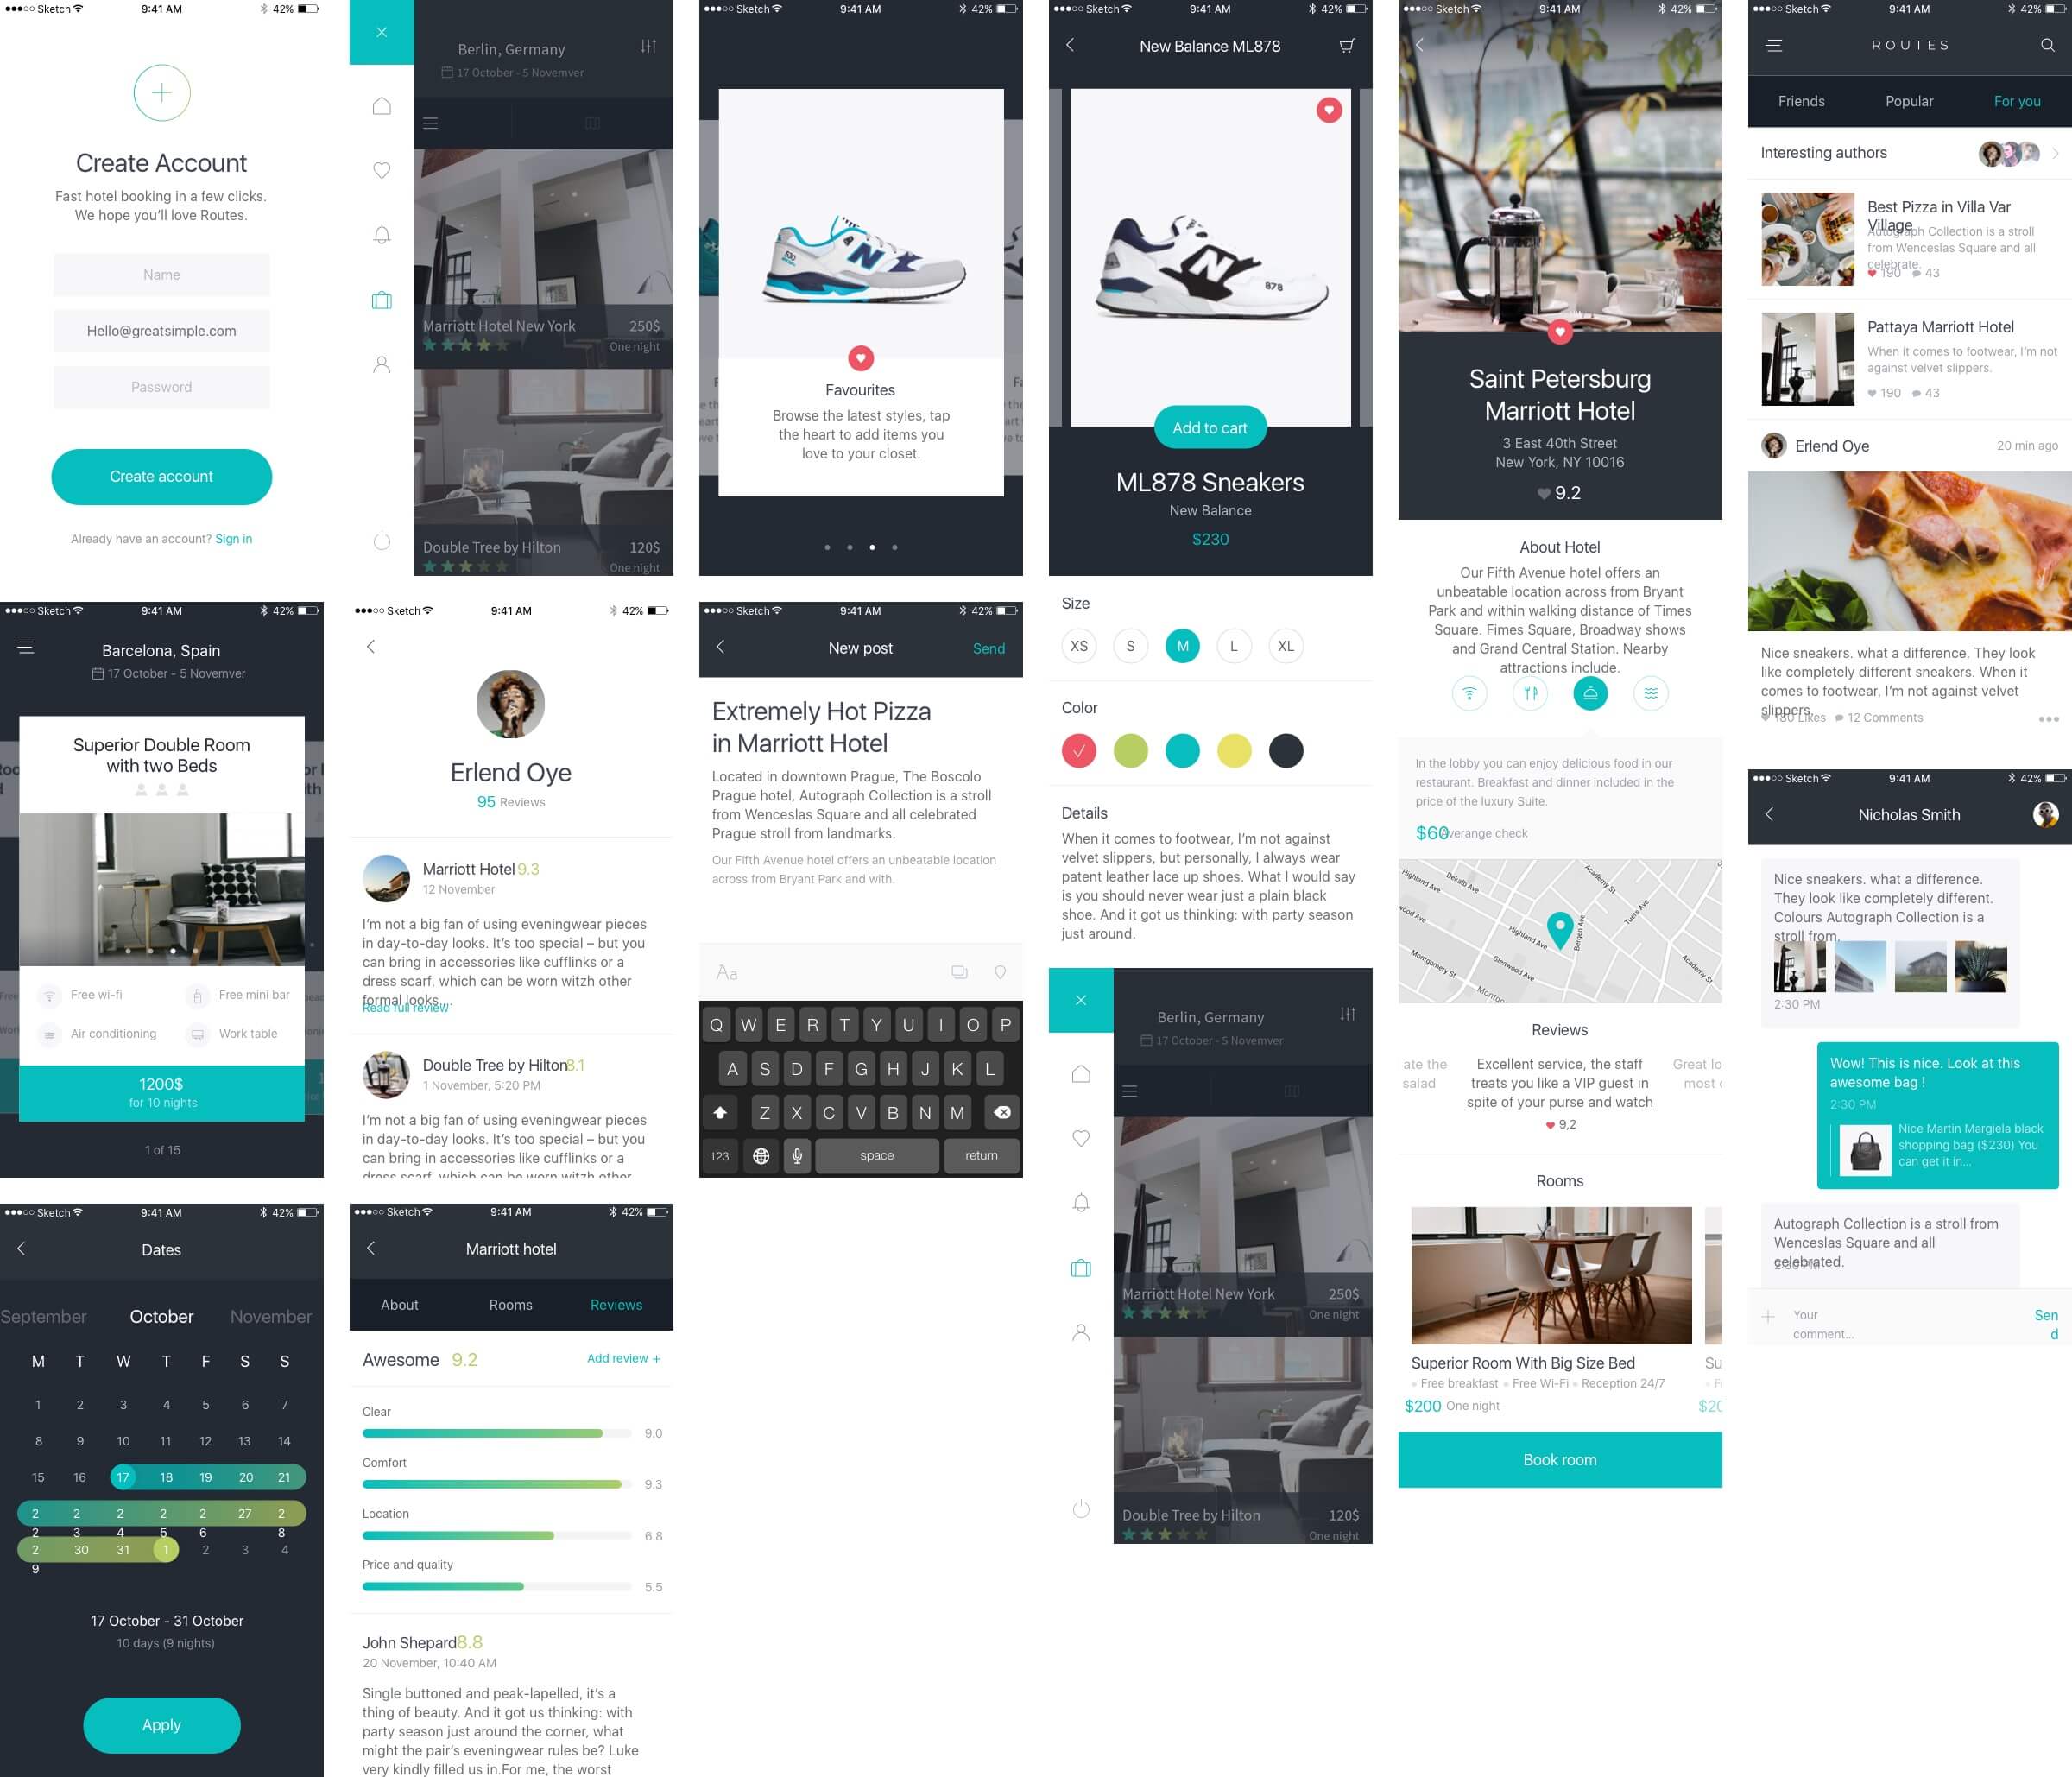 Sketch 9:41 AM 42%
Create Account
Fast hotel booking in a few clicks.
We hope you'll love Routes.
Name
Hello@greatsimple.com
Password
Create account
Already have an account? Sign in
Berlin, Germany
17 October - 5 Novemver
Marriott Hotel New York 250$
One night
Double Tree by Hilton 120$
One night
Sketch 9:41 AM 42%
Favourites
Browse the latest styles, tap
the heart to add items you
love to your closet.
Sketch 9:41 AM 42%
New Balance ML878
878
Add to cart
ML878 Sneakers
New Balance
$230
Size
XS S M L XL
Color
Details
When it comes to footwear, I'm not against
velvet slippers, but personally, I always wear
patent leather lace up shoes. What I would say
is you should never wear just a plain black
shoe. And it got us thinking: with party season
just around.
Sketch 9:41 AM 42%
Saint Petersburg
Marriott Hotel
3 East 40th Street
New York, NY 10016
9.2
About Hotel
Our Fifth Avenue hotel offers an
unbeatable location across from Bryant
Park and within walking distance of Times
Square. Fimes Square, Broadway shows
and Grand Central Station. Nearby
attractions include.
In the lobby you can enjoy delicious food in our
restaurant. Breakfast and dinner included in the
price of the luxury Suite.
$60 Averange check
Highland Ave
Dekalb Ave
Academy St
Tuers Ave
wood Ave
Highland Ave
Bergen Ave
Montgomery St
Glenwood Ave
Academy St
Montgo
Reviews
ate the
salad
Excellent service, the staff
treats you like a VIP guest in
spite of your purse and watch
9,2
Great lo
most
Rooms
Superior Room With Big Size Bed
Free breakfast Free Wi-Fi Reception 24/7
$200 One night
Su
$20
Book room
Sketch 9:41 AM 42%
ROUTES
Friends Popular For you
Interesting authors
Best Pizza in Villa Var
Village
Autograph Collection is a stroll
from Wenceslas Square and all
celebrate
190 43
Pattaya Marriott Hotel
When it comes to footwear, I'm not
against velvet slippers.
190 43
Erlend Oye 20 min ago
Nice sneakers. what a difference. They look
like completely different sneakers. When it
comes to footwear, I'm not against velvet
slippers.
180 Likes 12 Comments
Sketch 9:41 AM 42%
Barcelona, Spain
17 October - 5 Novemver
Superior Double Room
with two Beds
Free wi-fi Free mini bar
Air conditioning Work table
1200$
for 10 nights
1 of 15
Sketch 9:41 AM 42%
Erlend Oye
95 Reviews
Marriott Hotel 9.3
12 November
I'm not a big fan of using eveningwear pieces
in day-to-day looks. It's too special – but you
can bring in accessories like cufflinks or a
dress scarf, which can be worn witzh other
formal looks...
Read full review
Double Tree by Hilton 8.1
1 November, 5:20 PM
I'm not a big fan of using eveningwear pieces
in day-to-day looks. It's too special – but you
can bring in accessories like cufflinks or a
dress scarf, which can be worn witzh other
Sketch 9:41 AM 42%
New post Send
Extremely Hot Pizza
in Marriott Hotel
Located in downtown Prague, The Boscolo
Prague hotel, Autograph Collection is a stroll
from Wenceslas Square and all celebrated
Prague stroll from landmarks.
Our Fifth Avenue hotel offers an unbeatable location
across from Bryant Park and with.
Aa
Q W E R T Y U I O P
A S D F G H J K L
Z X C V B N M
123 space return
Berlin, Germany
17 October - 5 Novemver
Marriott Hotel New York 250$
One night
Double Tree by Hilton 120$
One night
Sketch 9:41 AM 42%
Nicholas Smith
Nice sneakers. what a difference.
They look like completely different.
Colours Autograph Collection is a
stroll from.
2:30 PM
Wow! This is nice. Look at this
awesome bag !
2:30 PM
Nice Martin Margiela black
shopping bag ($230) You
can get it in...
Autograph Collection is a stroll from
Wenceslas Square and all
celebrated.
Your
comment...
Sen
d
Sketch 9:41 AM 42%
Dates
September October November
M T W T F S S
1 2 3 4 5 6 7
8 9 10 11 12 13 14
15 16 17 18 19 20 21
2 2 2 2 2 27 2
2 3 4 5 6 8
2 30 31 1 2 3 4
9
17 October - 31 October
10 days (9 nights)
Apply
Sketch 9:41 AM 42%
Marriott hotel
About Rooms Reviews
Awesome 9.2 Add review +
Clear
9.0
Comfort
9.3
Location
6.8
Price and quality
5.5
John Shepard 8.8
20 November, 10:40 AM
Single buttoned and peak-lapelled, it's a
thing of beauty. And it got us thinking: with
party season just around the corner, what
might the pair's eveningwear rules be? Luke
very kindly filled us in.For me, the worst